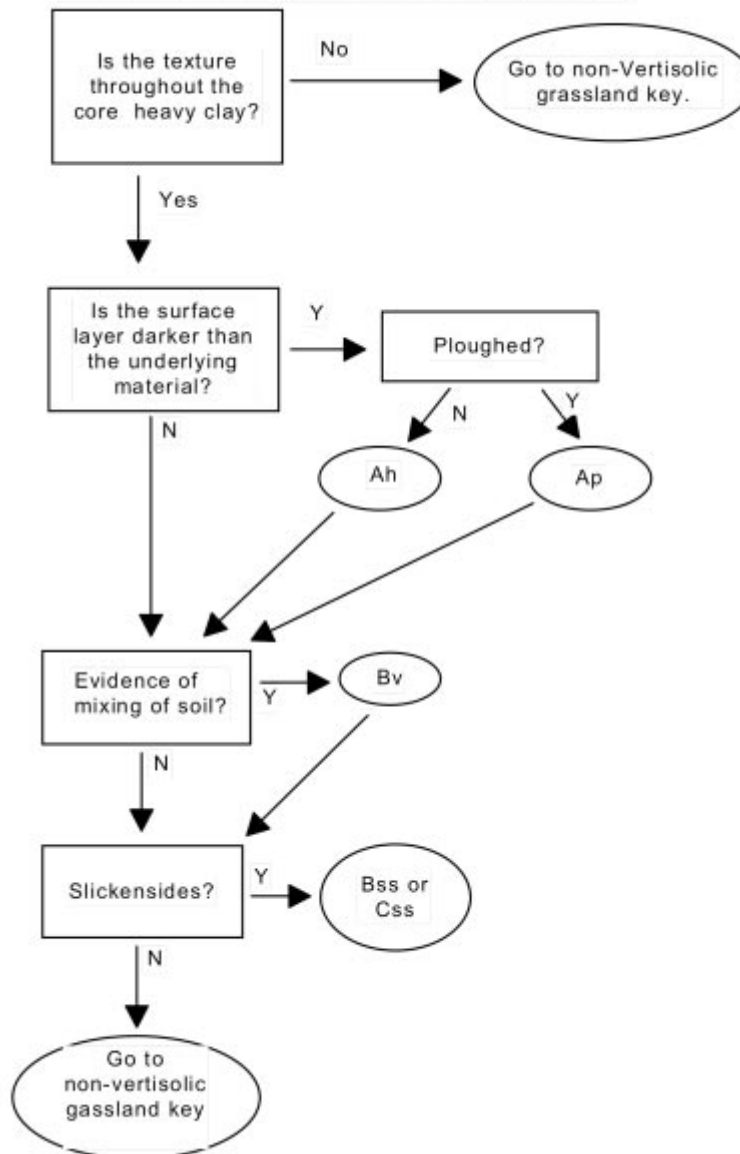 Is the texture
throughout the
core heavy clay?
No
Go to non-Vertisolic
grassland key.
Yes
Is the surface
layer darker than
the underlying
material?
Y
Ploughed?
N
N
Y
Ah
Ap
Evidence of
mixing of soil?
Y
Bv
N
Slickensides?
Y
Bss or
Css
N
Go to
non-vertisolic
gassland key